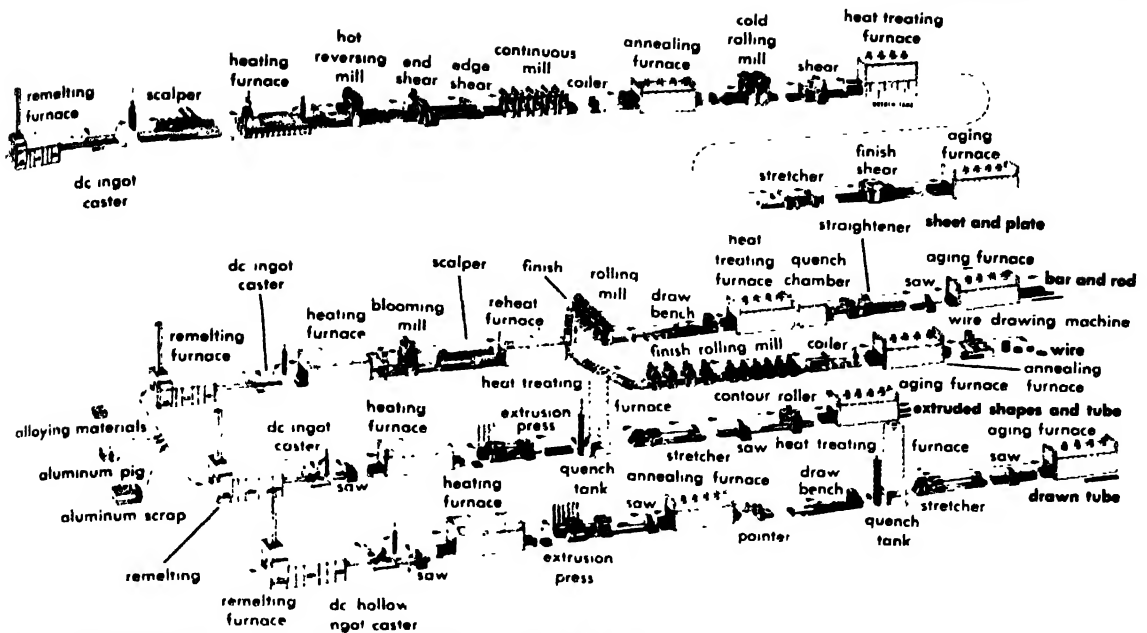 remelting
furnace
scalper
dc ingot
caster
heating
furnace
hot
reversing
mill
end
shear
edge
shear
continuous
mill
coiler
annealing
furnace
cold
rolling
mill
shear
heat treating
furnace
aging
furnace
finish
shear
stretcher
sheet and plate
straightener
remelting
furnace
dc ingot
caster
heating
furnace
blooming
mill
scalper
reheat
furnace
finish
rolling
mill
draw
bench
heat
treating
furnace
quench
chamber
saw
aging furnace
bar and rod
wire drawing machine
finish rolling mill
coiler
wire
annealing
furnace
alloying materials
aluminum pig
aluminum scrap
remelting
dc ingot
caster
saw
heating
furnace
extrusion
press
heat treating
furnace
quench
tank
stretcher
saw
contour roller
aging furnace
extruded shapes and tube
remelting
furnace
dc hollow
ngot caster
saw
heating
furnace
extrusion
press
saw
annealing furnace
pointer
draw
bench
heat treating
furnace
quench
tank
stretcher
saw
aging furnace
drawn tube